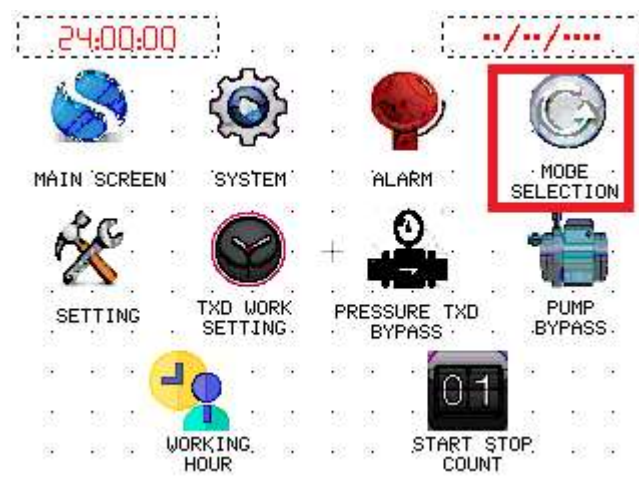 24:00:00 --/--/----
MAIN SCREEN SYSTEM ALARM MODE
SELECTION
SETTING TXD WORK
SETTING PRESSURE TXD
BYPASS PUMP
BYPASS
01
WORKING
HOUR START STOP
COUNT